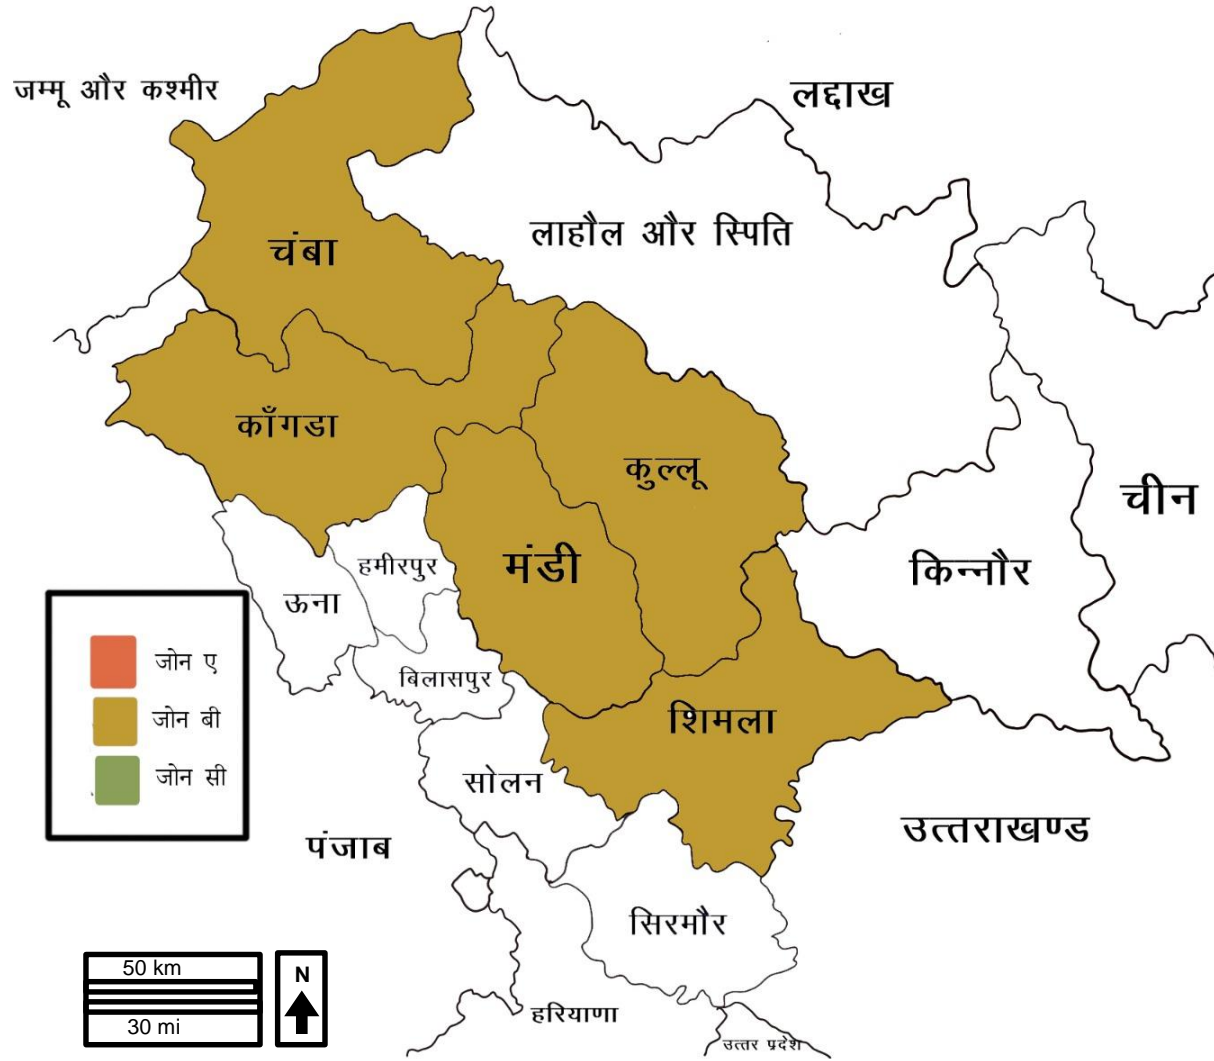 जम्मू और कश्मीर
लद्दाख
लाहौल और स्पिति
चंबा
काँगडा
कुल्लू
चीन
मंडी
हमीरपुर
किन्नौर
ऊना
जोन ए
बिलासपुर
जोन बी
शिमला
जोन सी
सोलन
पंजाब
उत्तराखण्ड
सिरमौर
50 km
30 mi
N
हरियाणा
उत्तर प्रदेश